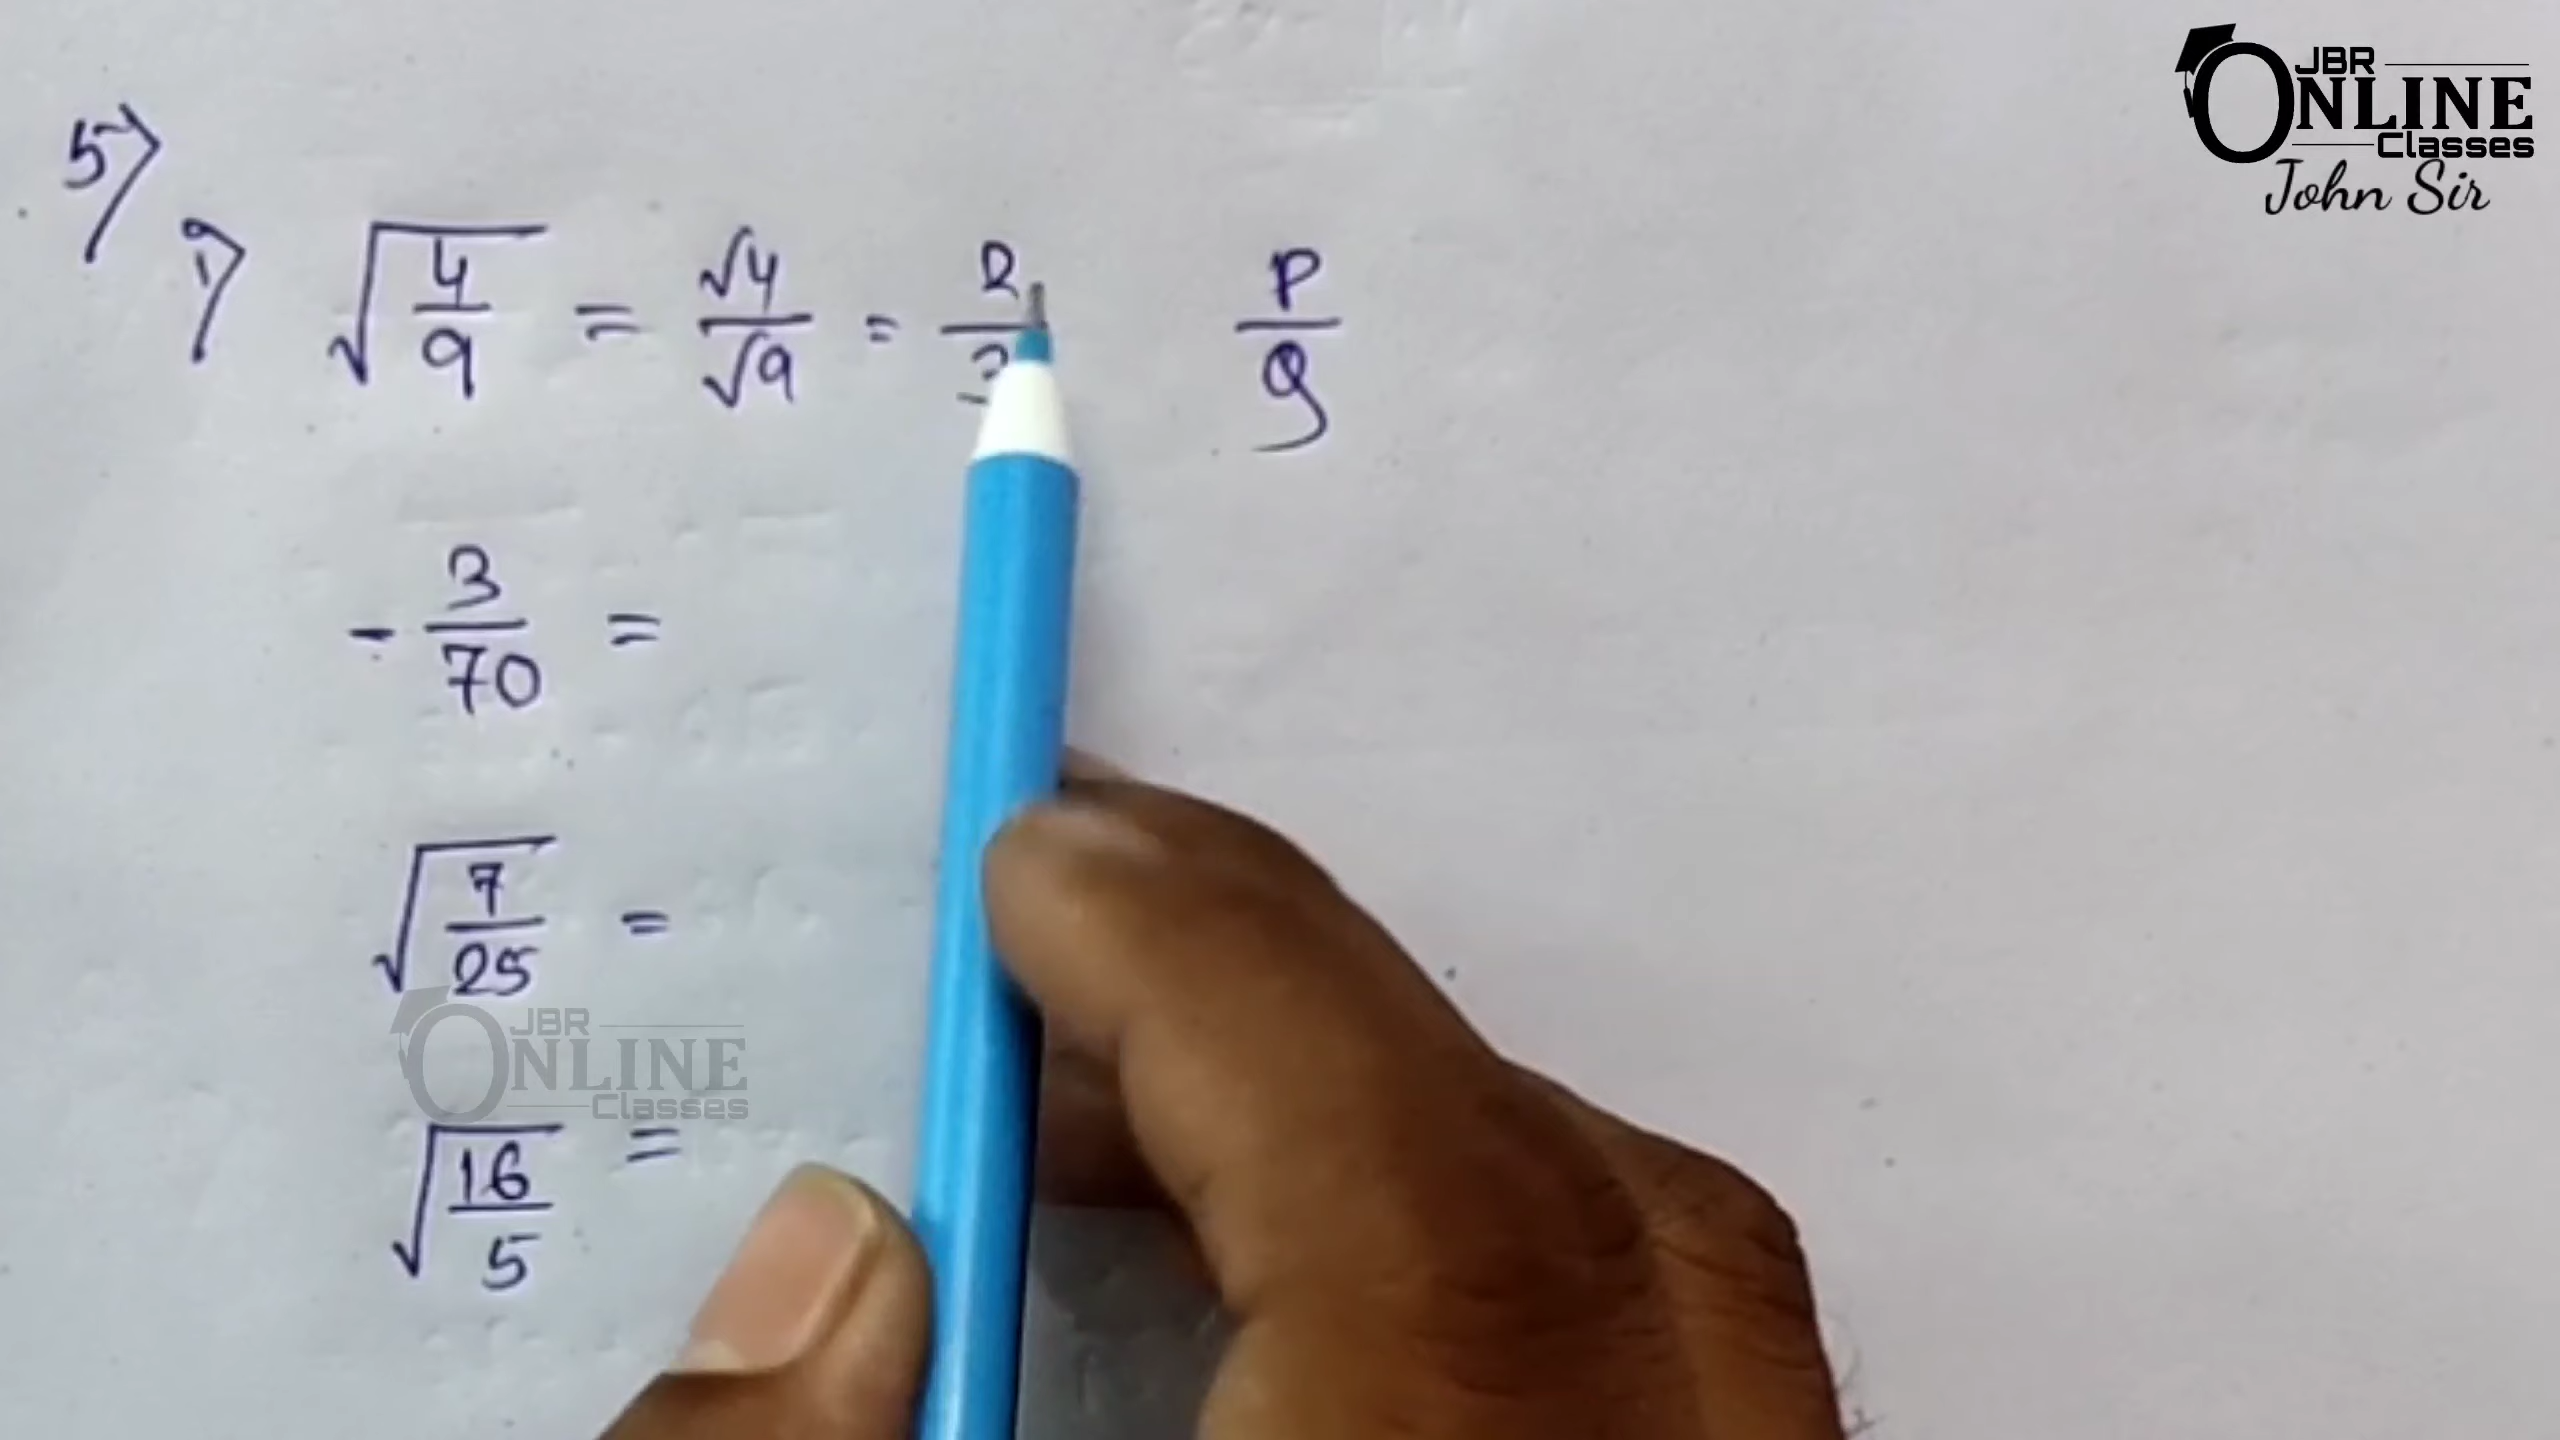 JBR
ONLINE
Classes
John Sir
5)
i) √(4/9) = √4/√9 = 2/3 P/Q
- 3/70 =
√(7/25) =
JBR
ONLINE
Classes
√(16/5) =